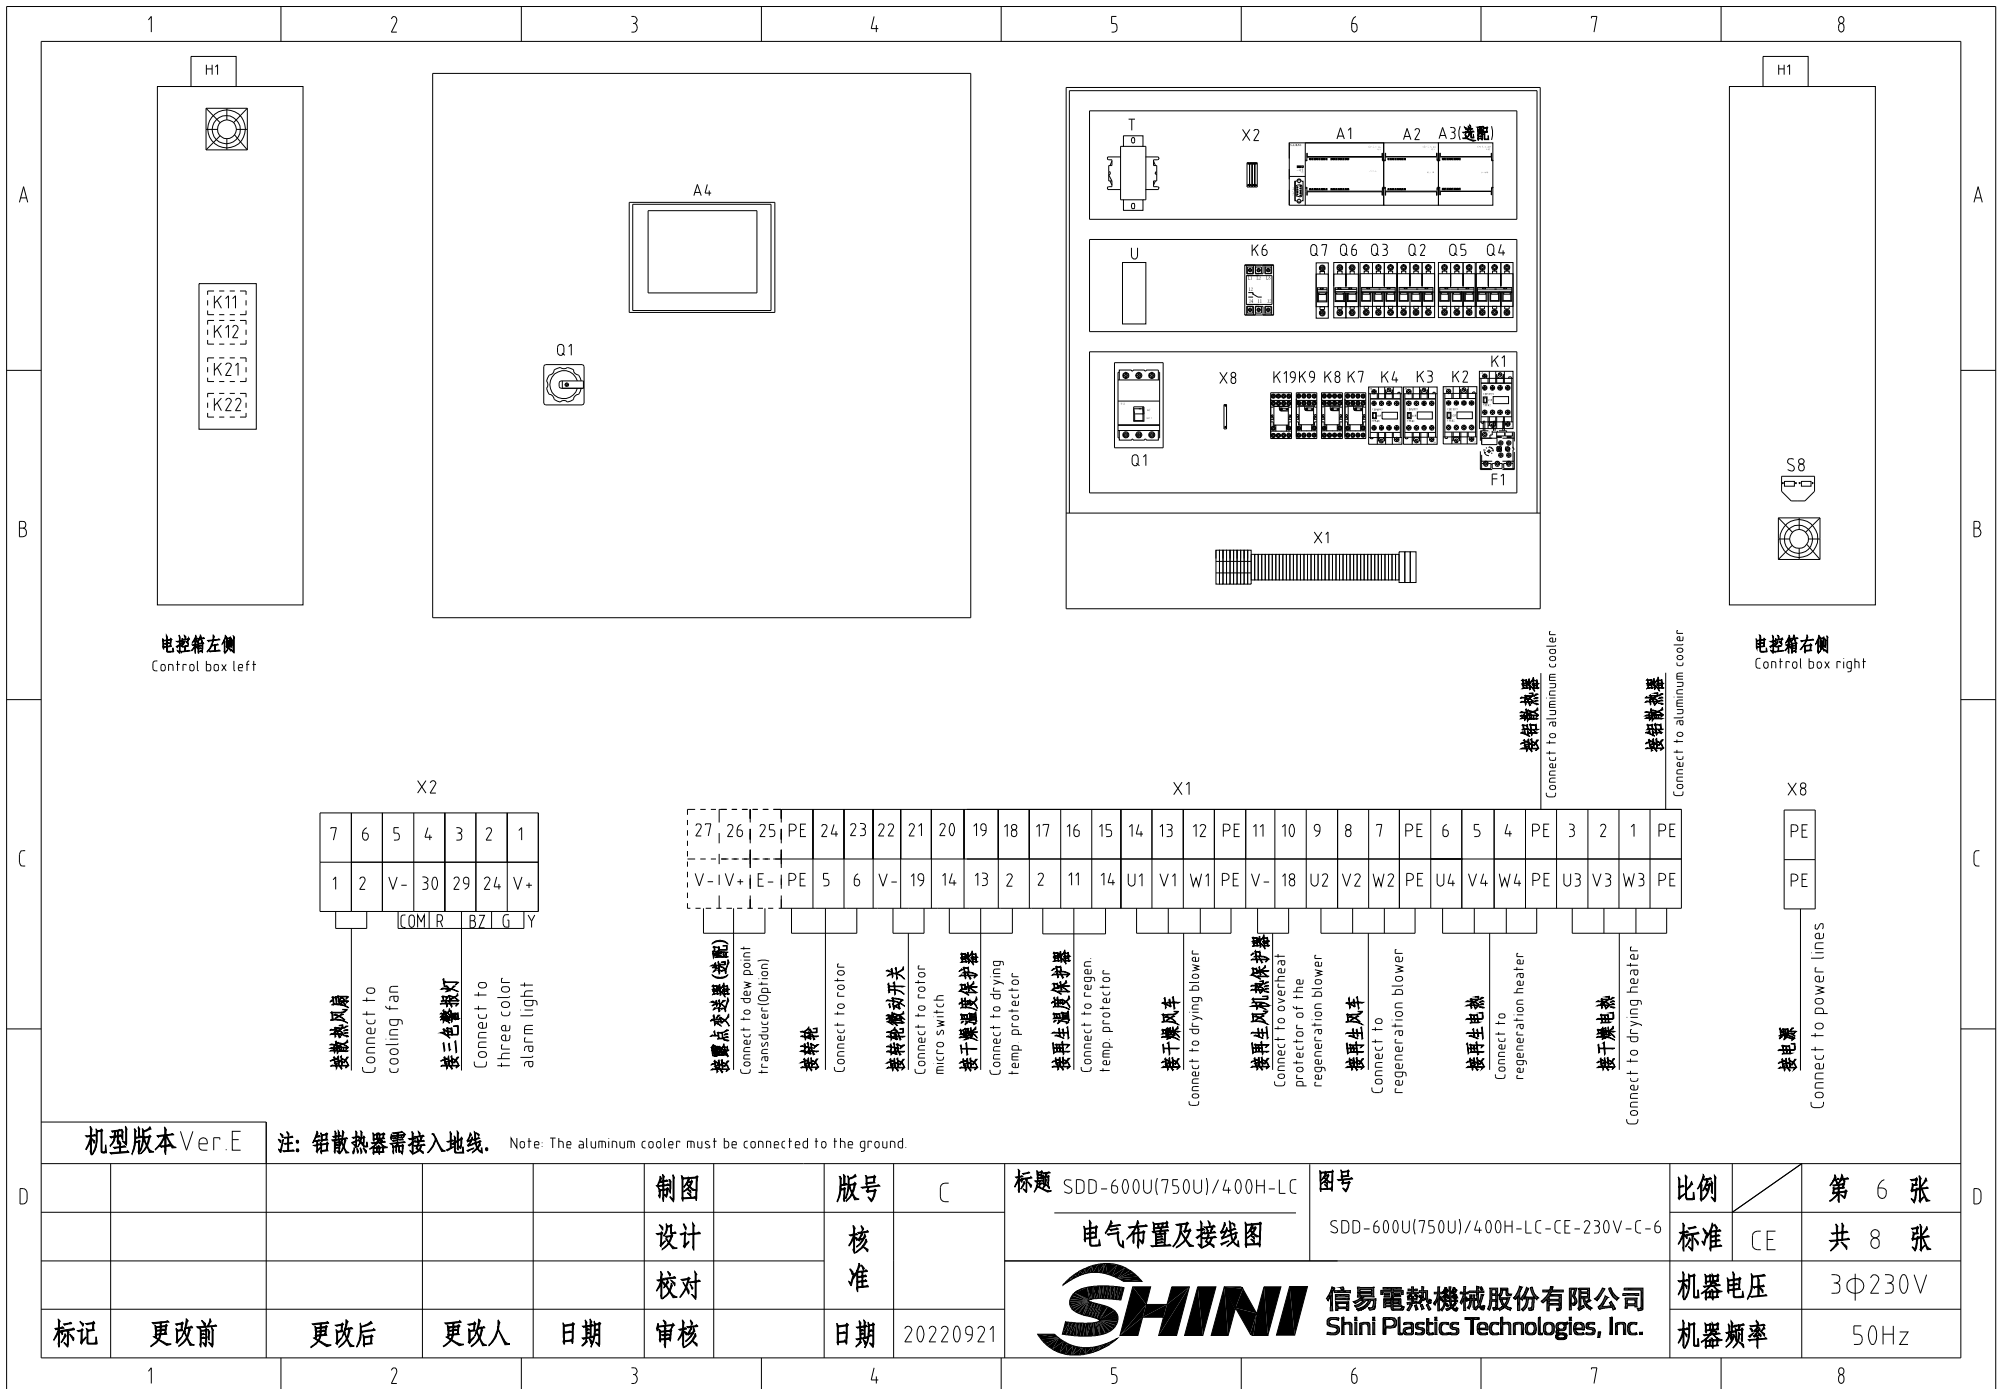 1 2 3 4 5 6 7 8
H1
H1
T
X2
A1 A2 A3(选配)
A
A
A4
U
K6
Q7 Q6 Q3 Q2 Q5 Q4
K11
K12
K21
K22
Q1
K1
X8
K19 K9 K8 K7 K4 K3 K2
Q1
F1
S8
B
B
X1
电控箱左侧
Control box left
电控箱右侧
Control box right
接铝散热器
Connect to aluminum cooler
接铝散热器
Connect to aluminum cooler
X2
X1
X8
7 6 5 4 3 2 1
27 26 25 PE 24 23 22 21 20 19 18 17 16 15 14 13 12 PE 11 10 9 8 7 PE 6 5 4 PE 3 2 1 PE
PE
C
C
1 2 V- 30 29 24 V+
V- V+ E- PE 5 6 V- 19 14 13 2 2 11 14 U1 V1 W1 PE V- 18 U2 V2 W2 PE U4 V4 W4 PE U3 V3 W3 PE
PE
COM R BZ G Y
接散热风扇
Connect to
cooling fan
接三色警报灯
Connect to
three color
alarm light
接露点变送器(选配)
Connect to dew point
transducer(Option)
接转轮
Connect to rotor
接转轮微动开关
Connect to rotor
micro switch
接干燥温度保护器
Connect to drying
temp. protector
接再生温度保护器
Connect to regen.
temp. protector
接干燥风车
Connect to drying blower
接再生风机热保护器
Connect to overheat
protector of the
regeneration blower
接再生风车
Connect to
regeneration blower
接再生电热
Connect to
regeneration heater
接干燥电热
Connect to drying heater
接电源
Connect to power lines
机型版本Ver.E
注: 铝散热器需接入地线. Note: The aluminum cooler must be connected to the ground.
D
D
制图
版号 C
标题 SDD-600U(750U)/400H-LC
电气布置及接线图
图号
SDD-600U(750U)/400H-LC-CE-230V-C-6
比例
第 6 张
设计
核准
标准 CE
共 8 张
校对
机器电压 3φ230V
标记 更改前 更改后 更改人 日期 审核
日期 20220921
SHINI
信易電熱機械股份有限公司
Shini Plastics Technologies, Inc.
机器频率 50Hz
1 2 3 4 5 6 7 8